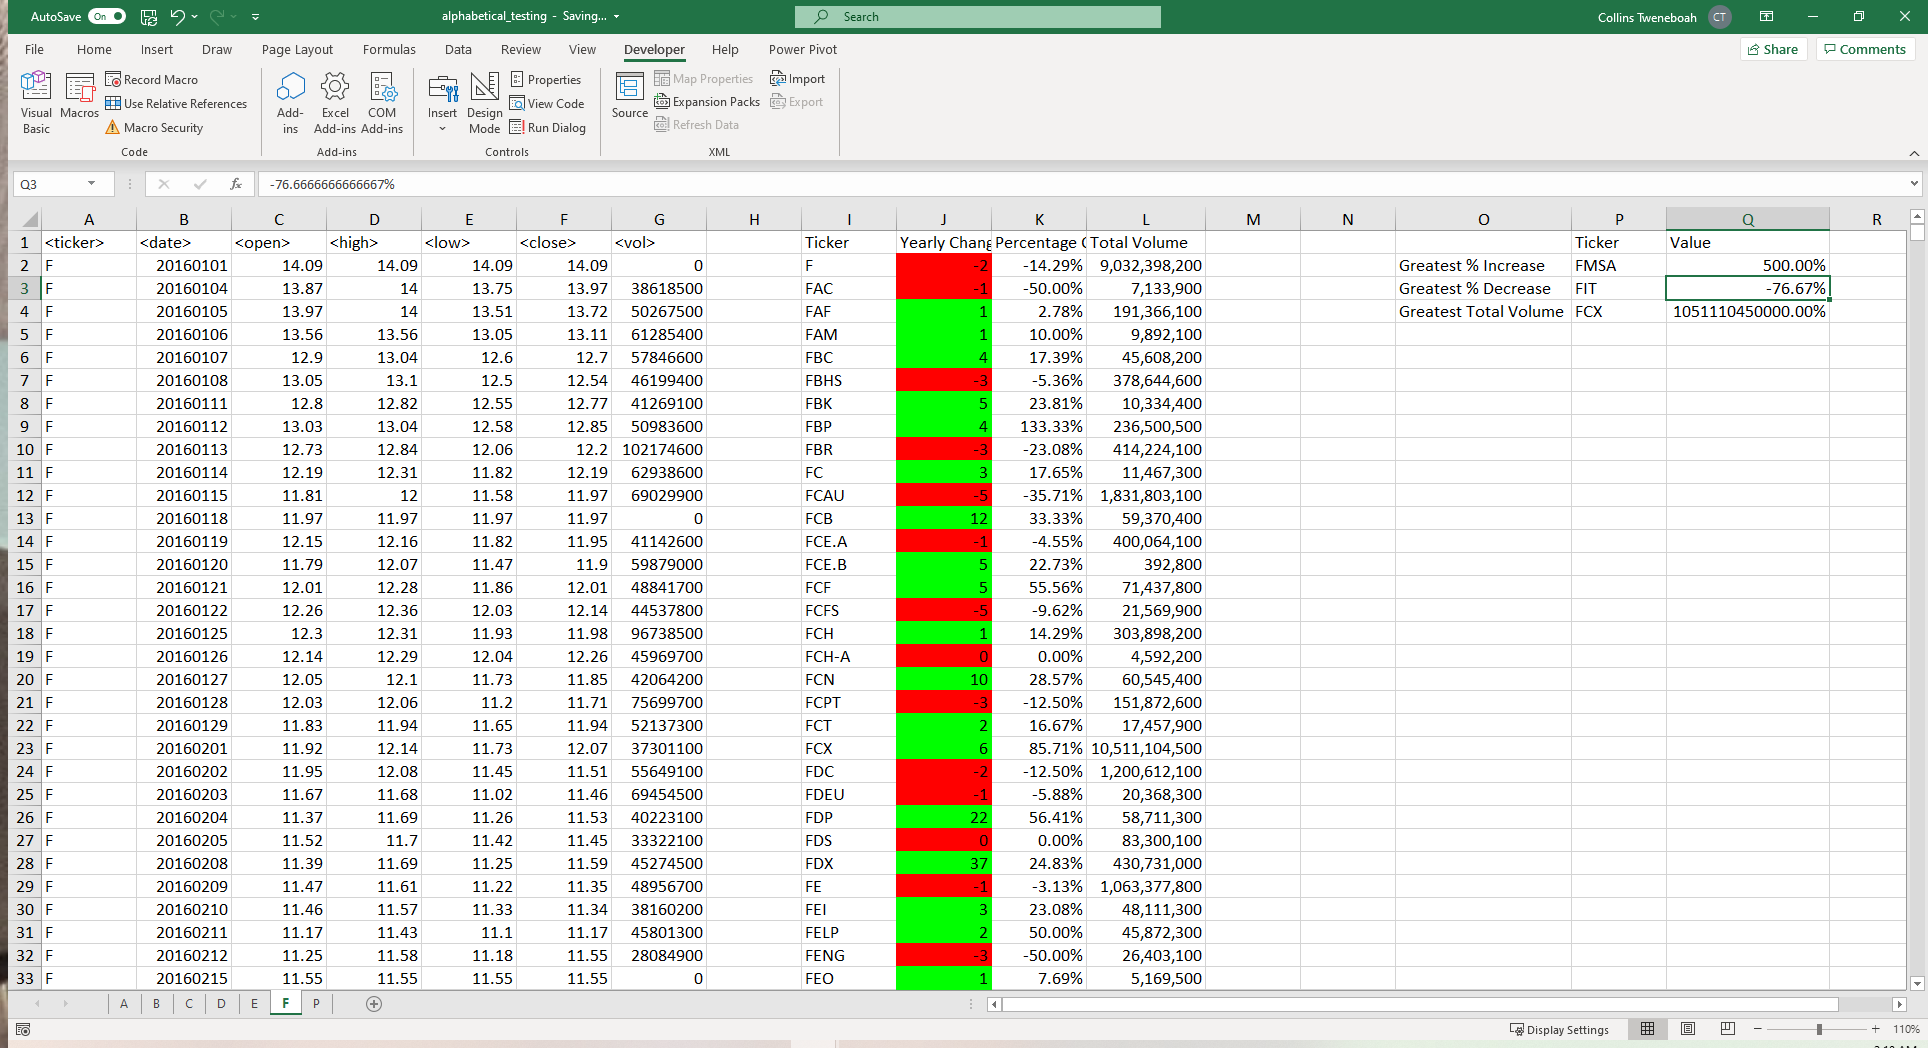 AutoSave On alphabetical_testing - Saving... Search Collins Tweneboah CT
File Home Insert Draw Page Layout Formulas Data Review View Developer Help Power Pivot Share Comments
Visual Basic Macros Record Macro Use Relative References Macro Security
Add-ins Excel Add-ins COM Add-ins
Insert Design Mode Properties View Code Run Dialog
Source Map Properties Expansion Packs Refresh Data Import Export
Code Add-ins Controls XML
Q3 fx -76.6666666666667%
A B C D E F G H I J K L M N O P Q R
1 <ticker> <date> <open> <high> <low> <close> <vol> Ticker Yearly Chang Percentage C Total Volume Ticker Value
2 F 20160101 14.09 14.09 14.09 14.09 0 F -2 -14.29% 9,032,398,200 Greatest % Increase FMSA 500.00%
3 F 20160104 13.87 14 13.75 13.97 38618500 FAC -1 -50.00% 7,133,900 Greatest % Decrease FIT -76.67%
4 F 20160105 13.97 14 13.51 13.72 50267500 FAF 1 2.78% 191,366,100 Greatest Total Volume FCX 1051110450000.00%
5 F 20160106 13.56 13.56 13.05 13.11 61285400 FAM 1 10.00% 9,892,100
6 F 20160107 12.9 13.04 12.6 12.7 57846600 FBC 4 17.39% 45,608,200
7 F 20160108 13.05 13.1 12.5 12.54 46199400 FBHS -3 -5.36% 378,644,600
8 F 20160111 12.8 12.82 12.55 12.77 41269100 FBK 5 23.81% 10,334,400
9 F 20160112 13.03 13.04 12.58 12.85 50983600 FBP 4 133.33% 236,500,500
10 F 20160113 12.73 12.84 12.06 12.2 102174600 FBR -3 -23.08% 414,224,100
11 F 20160114 12.19 12.31 11.82 12.19 62938600 FC 3 17.65% 11,467,300
12 F 20160115 11.81 12 11.58 11.97 69029900 FCAU -5 -35.71% 1,831,803,100
13 F 20160118 11.97 11.97 11.97 11.97 0 FCB 12 33.33% 59,370,400
14 F 20160119 12.15 12.16 11.82 11.95 41142600 FCE.A -1 -4.55% 400,064,100
15 F 20160120 11.79 12.07 11.47 11.9 59879000 FCE.B 5 22.73% 392,800
16 F 20160121 12.01 12.28 11.86 12.01 48841700 FCF 5 55.56% 71,437,800
17 F 20160122 12.26 12.36 12.03 12.14 44537800 FCFS -5 -9.62% 21,569,900
18 F 20160125 12.3 12.31 11.93 11.98 96738500 FCH 1 14.29% 303,898,200
19 F 20160126 12.14 12.29 12.04 12.26 45969700 FCH-A 0 0.00% 4,592,200
20 F 20160127 12.05 12.1 11.73 11.85 42064200 FCN 10 28.57% 60,545,400
21 F 20160128 12.03 12.06 11.2 11.71 75699700 FCPT -3 -12.50% 151,872,600
22 F 20160129 11.83 11.94 11.65 11.94 52137300 FCT 2 16.67% 17,457,900
23 F 20160201 11.92 12.14 11.73 12.07 37301100 FCX 6 85.71% 10,511,104,500
24 F 20160202 11.95 12.08 11.45 11.51 55649100 FDC -2 -12.50% 1,200,612,100
25 F 20160203 11.67 11.68 11.02 11.46 69454500 FDEU -1 -5.88% 20,368,300
26 F 20160204 11.37 11.69 11.26 11.53 40223100 FDP 22 56.41% 58,711,300
27 F 20160205 11.52 11.7 11.42 11.45 33322100 FDS 0 0.00% 83,300,100
28 F 20160208 11.39 11.69 11.25 11.59 45274500 FDX 37 24.83% 430,731,000
29 F 20160209 11.47 11.61 11.22 11.35 48956700 FE -1 -3.13% 1,063,377,800
30 F 20160210 11.46 11.57 11.33 11.34 38160200 FEI 3 23.08% 48,111,300
31 F 20160211 11.17 11.43 11.1 11.17 45801300 FELP 2 50.00% 45,872,300
32 F 20160212 11.25 11.58 11.18 11.55 28084900 FENG -3 -50.00% 26,403,100
33 F 20160215 11.55 11.55 11.55 11.55 0 FEO 1 7.69% 5,169,500
A B C D E F P
Display Settings 110%